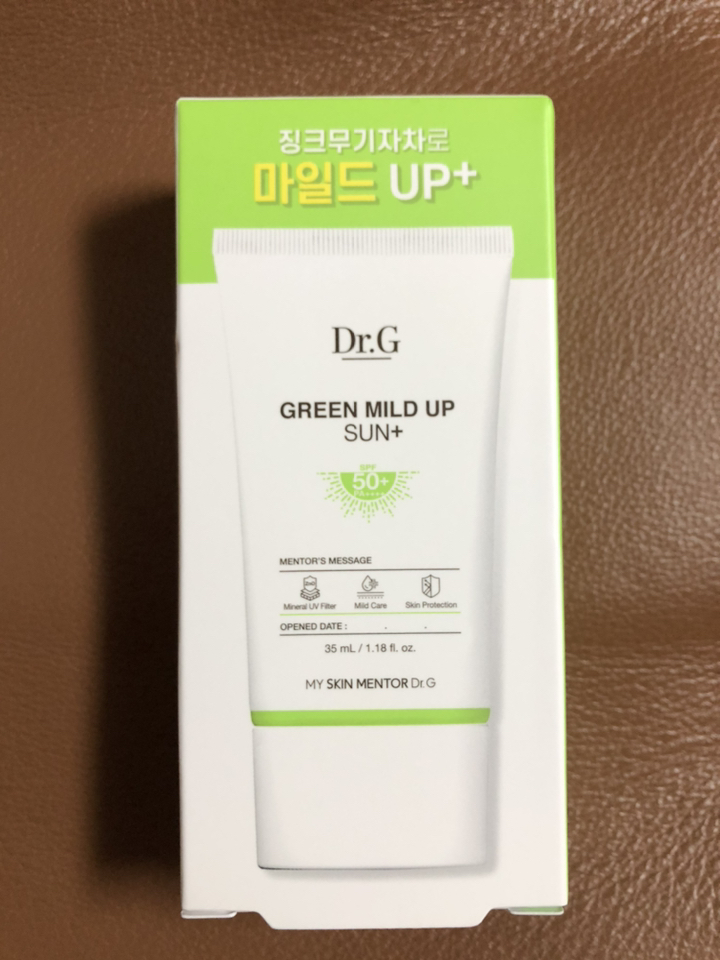 징크무기자차로
마일드 UP+
Dr.G
GREEN MILD UP
SUN+
SPF
50+
PA++++
MENTOR'S MESSAGE
Mineral UV Filter Mild Care Skin Protection
OPENED DATE : . .
35 mL / 1.18 fl. oz.
MY SKIN MENTOR Dr.G